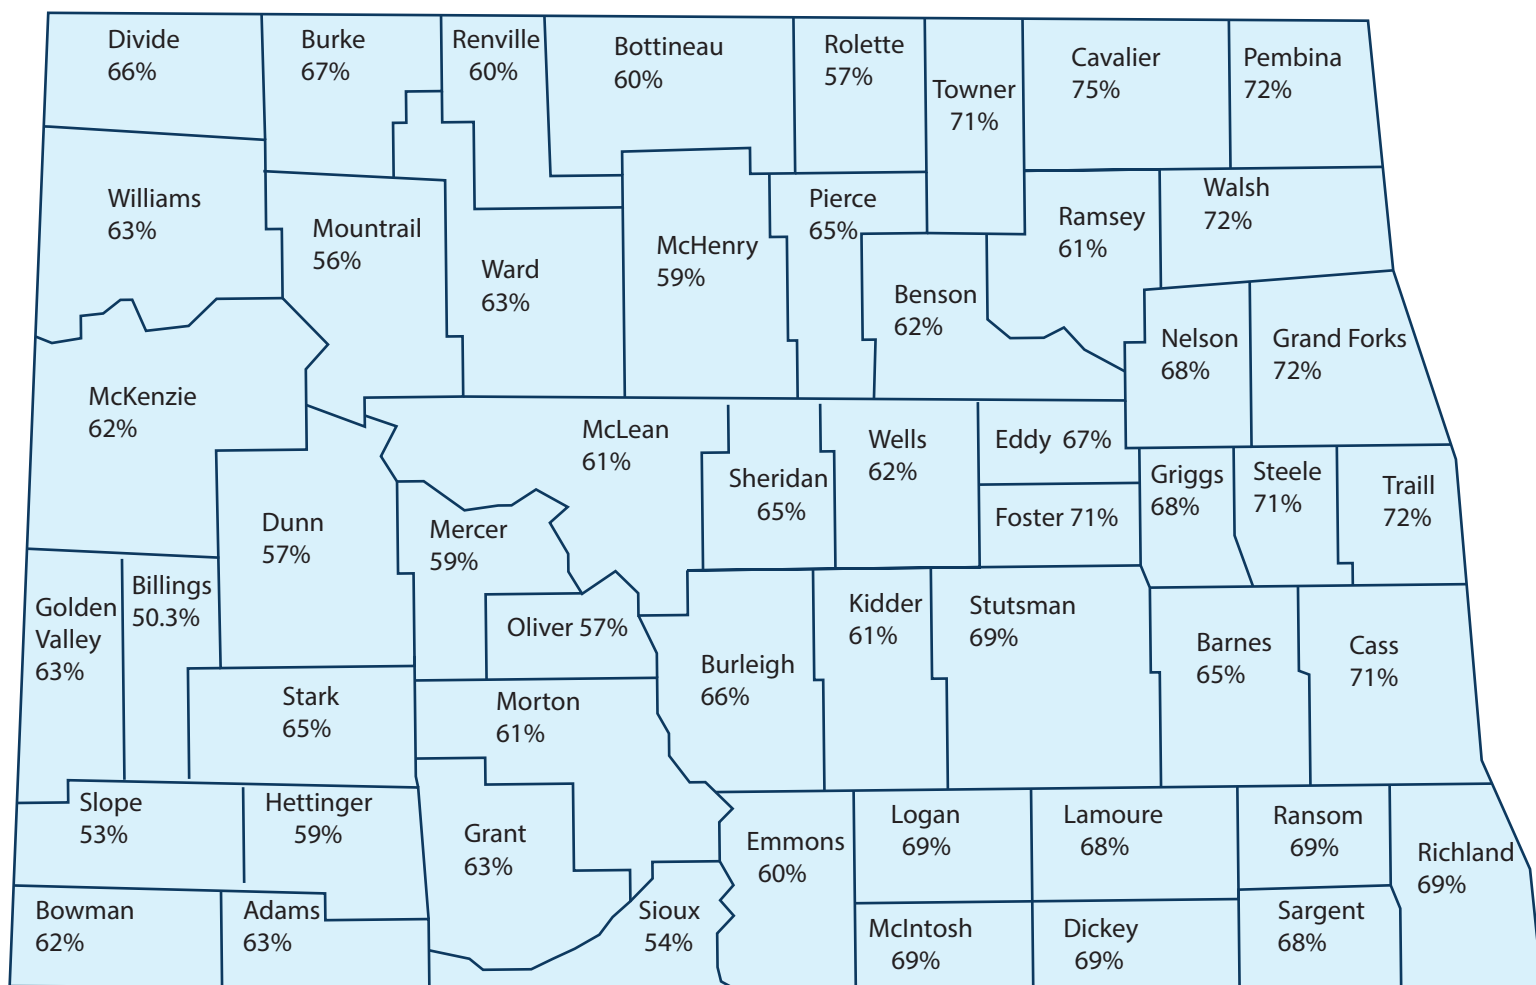 Divide
66%
Burke
67%
Renville
60%
Bottineau
60%
Rolette
57%
Towner
71%
Cavalier
75%
Pembina
72%
Williams
63%
Mountrail
56%
Ward
63%
McHenry
59%
Pierce
65%
Benson
62%
Ramsey
61%
Walsh
72%
Nelson
68%
Grand Forks
72%
McKenzie
62%
McLean
61%
Sheridan
65%
Wells
62%
Eddy 67%
Foster 71%
Griggs
68%
Steele
71%
Traill
72%
Dunn
57%
Mercer
59%
Oliver 57%
Golden
Valley
63%
Billings
50.3%
Stark
65%
Morton
61%
Burleigh
66%
Kidder
61%
Stutsman
69%
Barnes
65%
Cass
71%
Slope
53%
Hettinger
59%
Grant
63%
Emmons
60%
Logan
69%
Lamoure
68%
Ransom
69%
Richland
69%
Bowman
62%
Adams
63%
Sioux
54%
McIntosh
69%
Dickey
69%
Sargent
68%